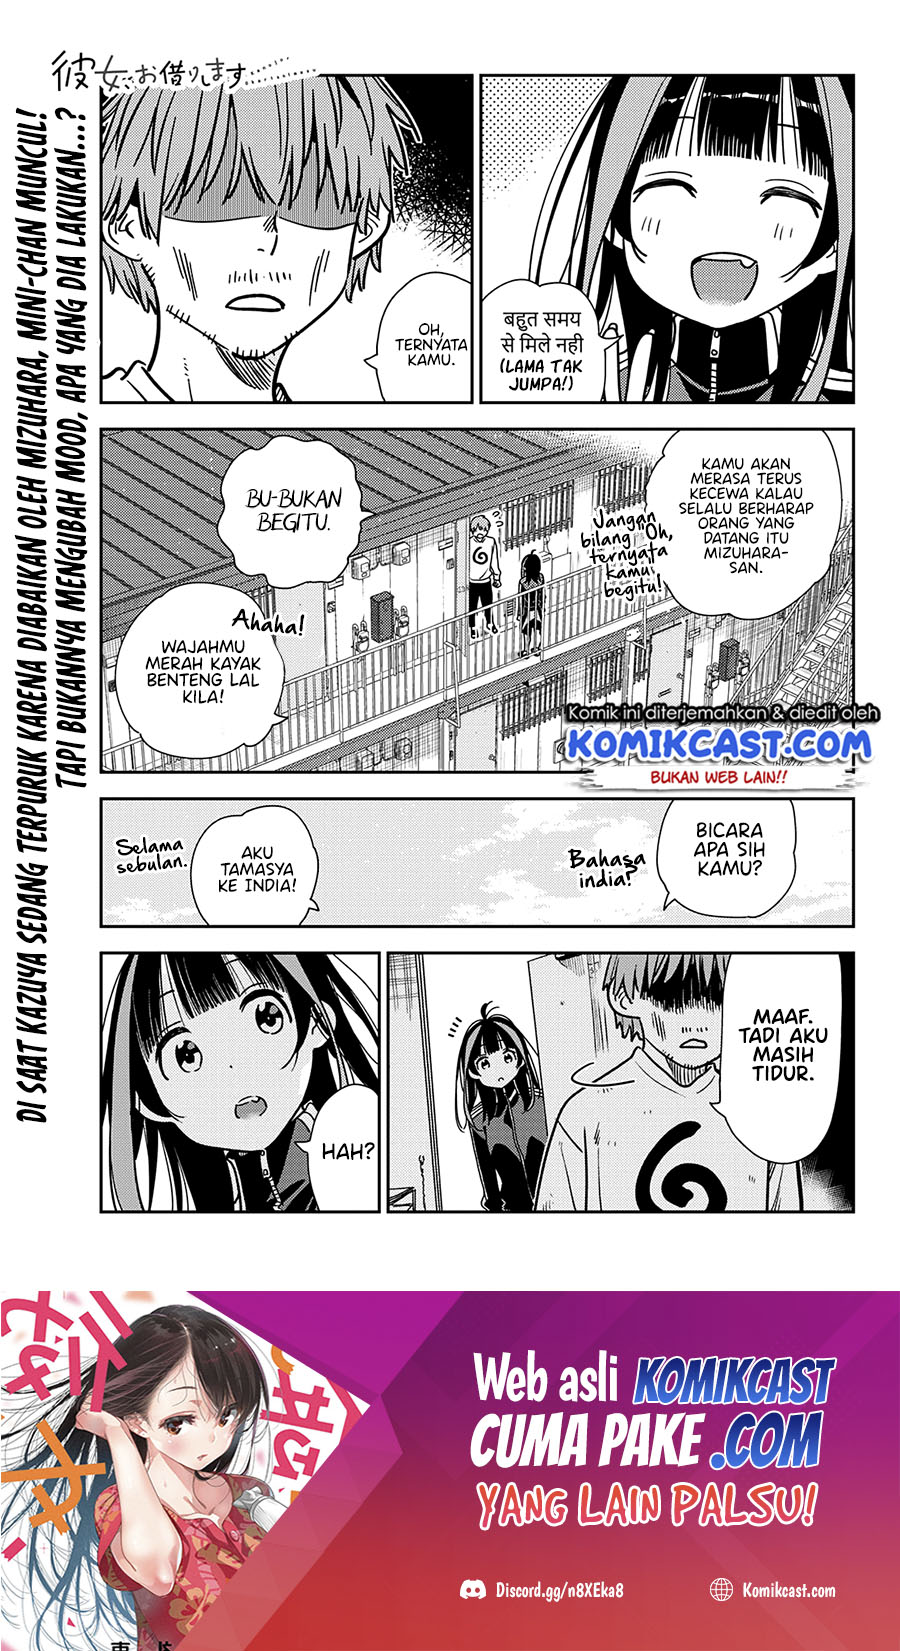 彼女、お借りします
DI SAAT KAZUYA SEDANG TERPURUK KARENA DIABAIKAN OLEH MIZUHARA, MINI-CHAN MUNCUL!
TAPI BUKANNYA MENGUBAH MOOD, APA YANG DIA LAKUKAN...?
बहुत समय
से मिले नही
(LAMA TAK
JUMPA!)
OH,
TERNYATA
KAMU.
KAMU AKAN
MERASA TERUS
KECEWA KALAU
SELALU BERHARAP
ORANG YANG
DATANG ITU
MIZUHARA-
SAN.
Jangan
bilang Oh,
ternyata
kamu
begitu!
BU-BUKAN
BEGITU.
Ahaha!
WAJAHMU
MERAH KAYAK
BENTENG LAL
KILA!
Komik ini diterjemahkan & diedit oleh
KOMIKCAST.COM
BUKAN WEB LAIN!!
BICARA
APA SIH
KAMU?
Bahasa
india?
AKU
TAMASYA
KE INDIA!
Selama
sebulan.
MAAF.
TADI AKU
MASIH
TIDUR.
HAH?
Web asli KOMIKCAST
CUMA PAKE .COM
YANG LAIN PALSU!
Discord.gg/n8XEka8
Komikcast.com